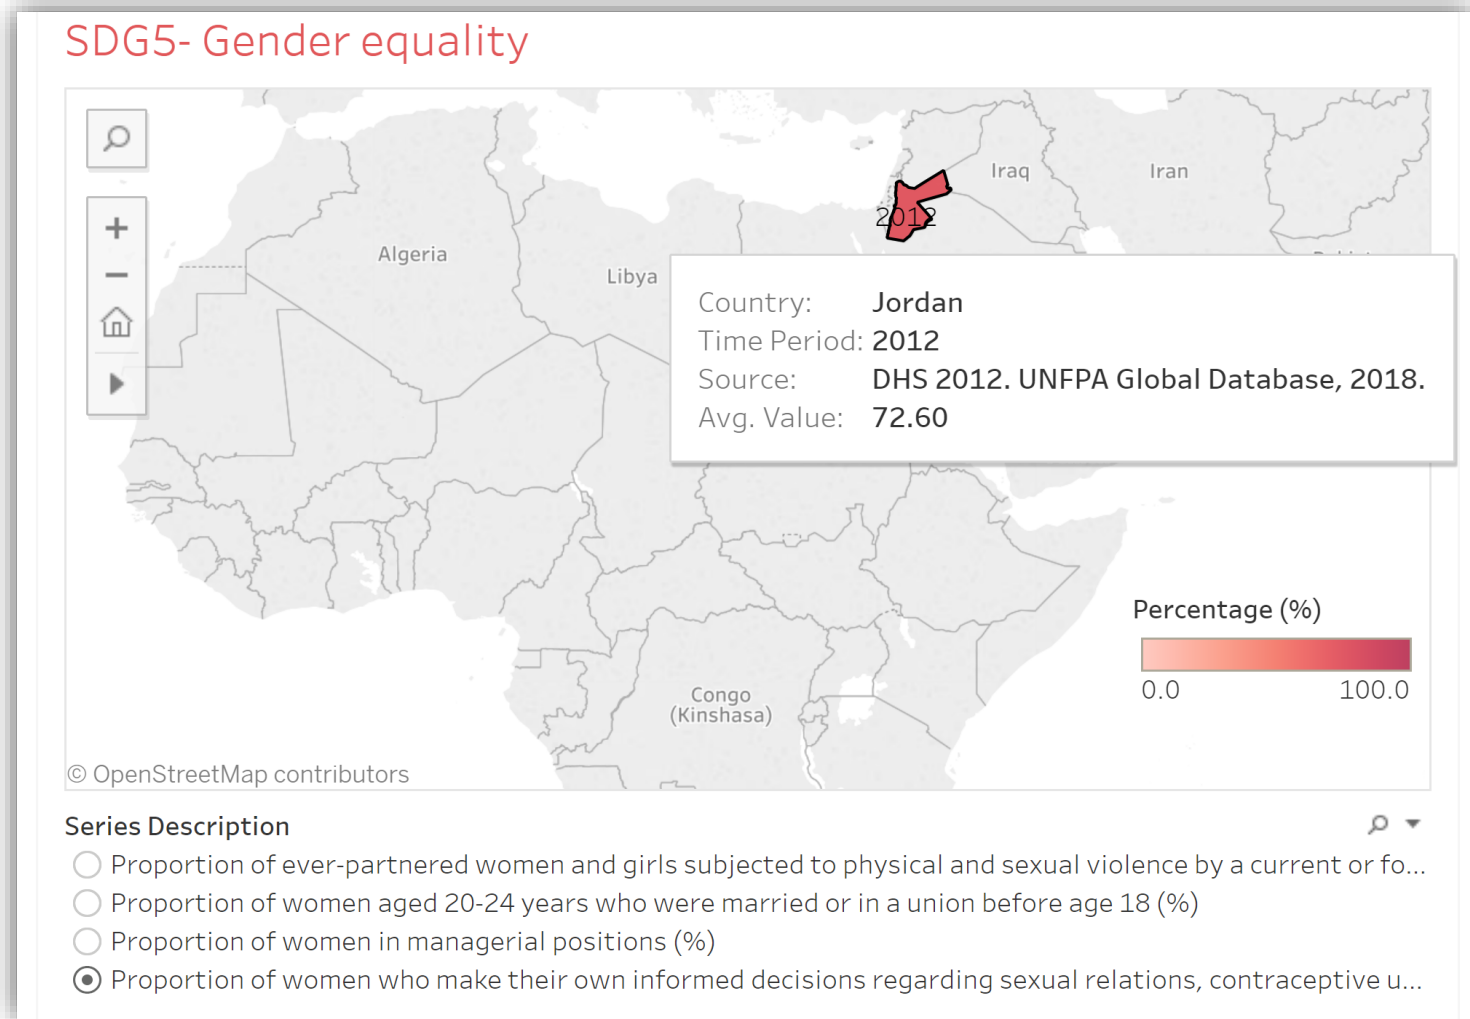 SDG5- Gender equality
Iraq
Iran
2012
Algeria
Libya
Country: Jordan
Time Period: 2012
Source: DHS 2012. UNFPA Global Database, 2018.
Avg. Value: 72.60
Percentage (%)
0.0 100.0
Congo
(Kinshasa)
© OpenStreetMap contributors
Series Description
Proportion of ever-partnered women and girls subjected to physical and sexual violence by a current or fo...
Proportion of women aged 20-24 years who were married or in a union before age 18 (%)
Proportion of women in managerial positions (%)
Proportion of women who make their own informed decisions regarding sexual relations, contraceptive u...